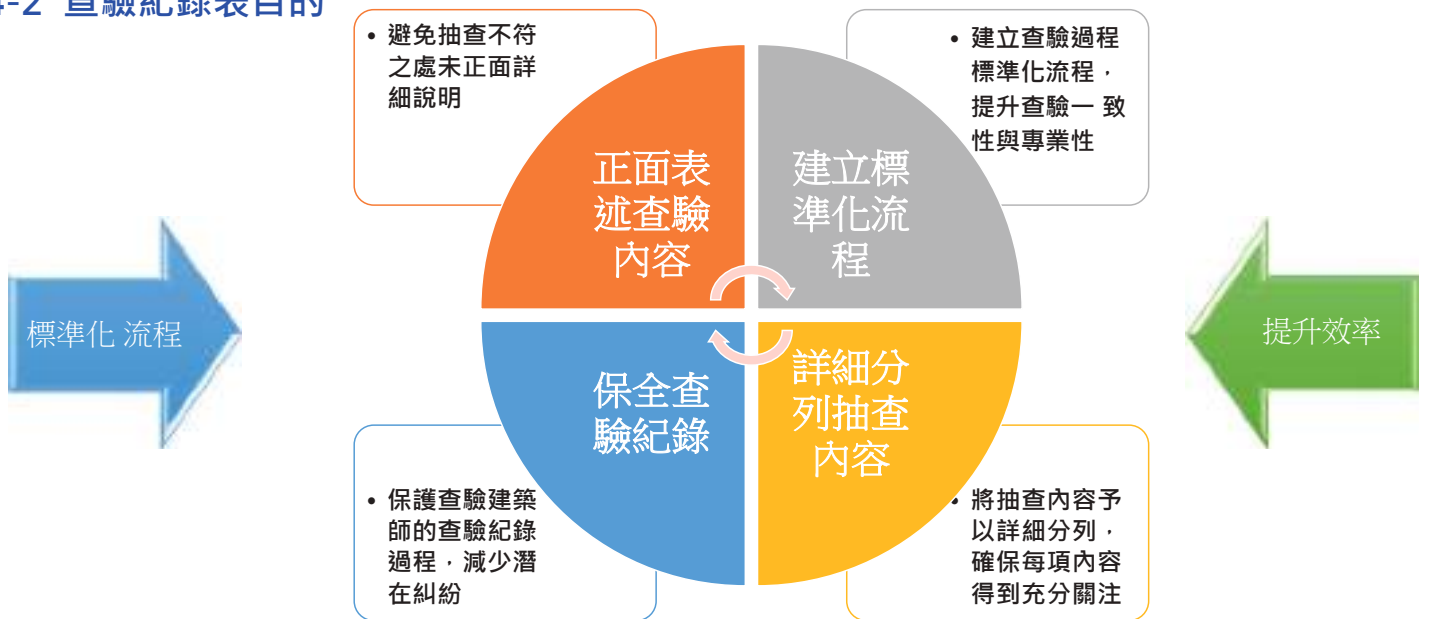 4-2 查驗紀錄表目的
• 避免抽查不符
之處未正面詳
細說明
• 建立查驗過程
標準化流程，
提升查驗一 致
性與專業性
正面表
述查驗
內容
建立標
準化流
程
標準化 流程
提升效率
保全查
驗紀錄
詳細分
列抽查
內容
• 保護查驗建築
師的查驗紀錄
過程，減少潛
在糾紛
• 將抽查內容予
以詳細分列，
確保每項內容
得到充分關注